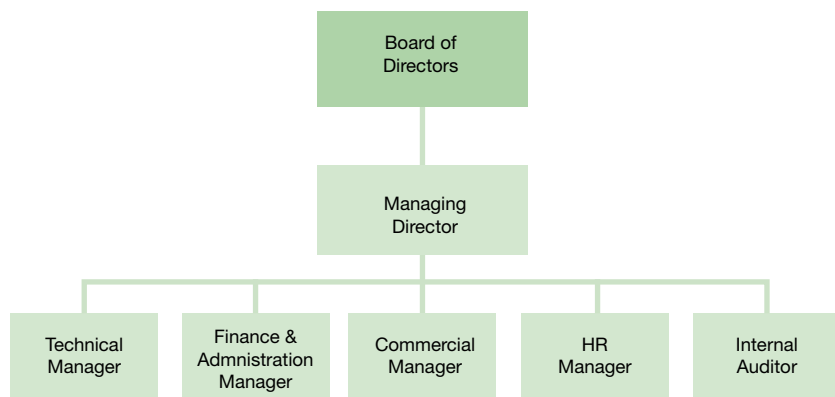 Board of
Directors
Managing
Director
Technical
Manager
Finance &
Admnistration
Manager
Commercial
Manager
HR
Manager
Internal
Auditor